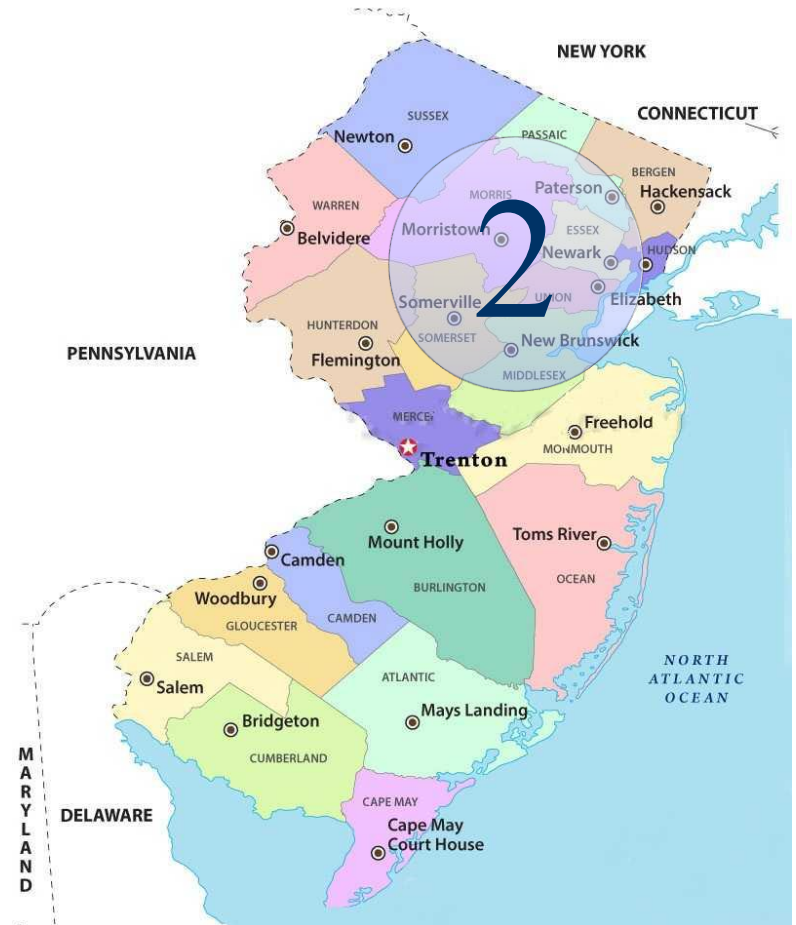 NEW YORK
CONNECTICUT
SUSSEX
PASSAIC
Newton
BERGEN
Paterson
Hackensack
MORRIS
WARREN
Morristown
ESSEX
Belvidere
Newark
HUDSON
2
Elizabeth
UNION
Somerville
HUNTERDON
SOMERSET
New Brunswick
PENNSYLVANIA
Flemington
MIDDLESEX
MERCER
Freehold
MONMOUTH
Trenton
Toms River
Mount Holly
Camden
OCEAN
BURLINGTON
Woodbury
CAMDEN
GLOUCESTER
SALEM
NORTH
ATLANTIC
OCEAN
ATLANTIC
Salem
Mays Landing
Bridgeton
CUMBERLAND
MARYLAND
CAPE MAY
DELAWARE
Cape May
Court House